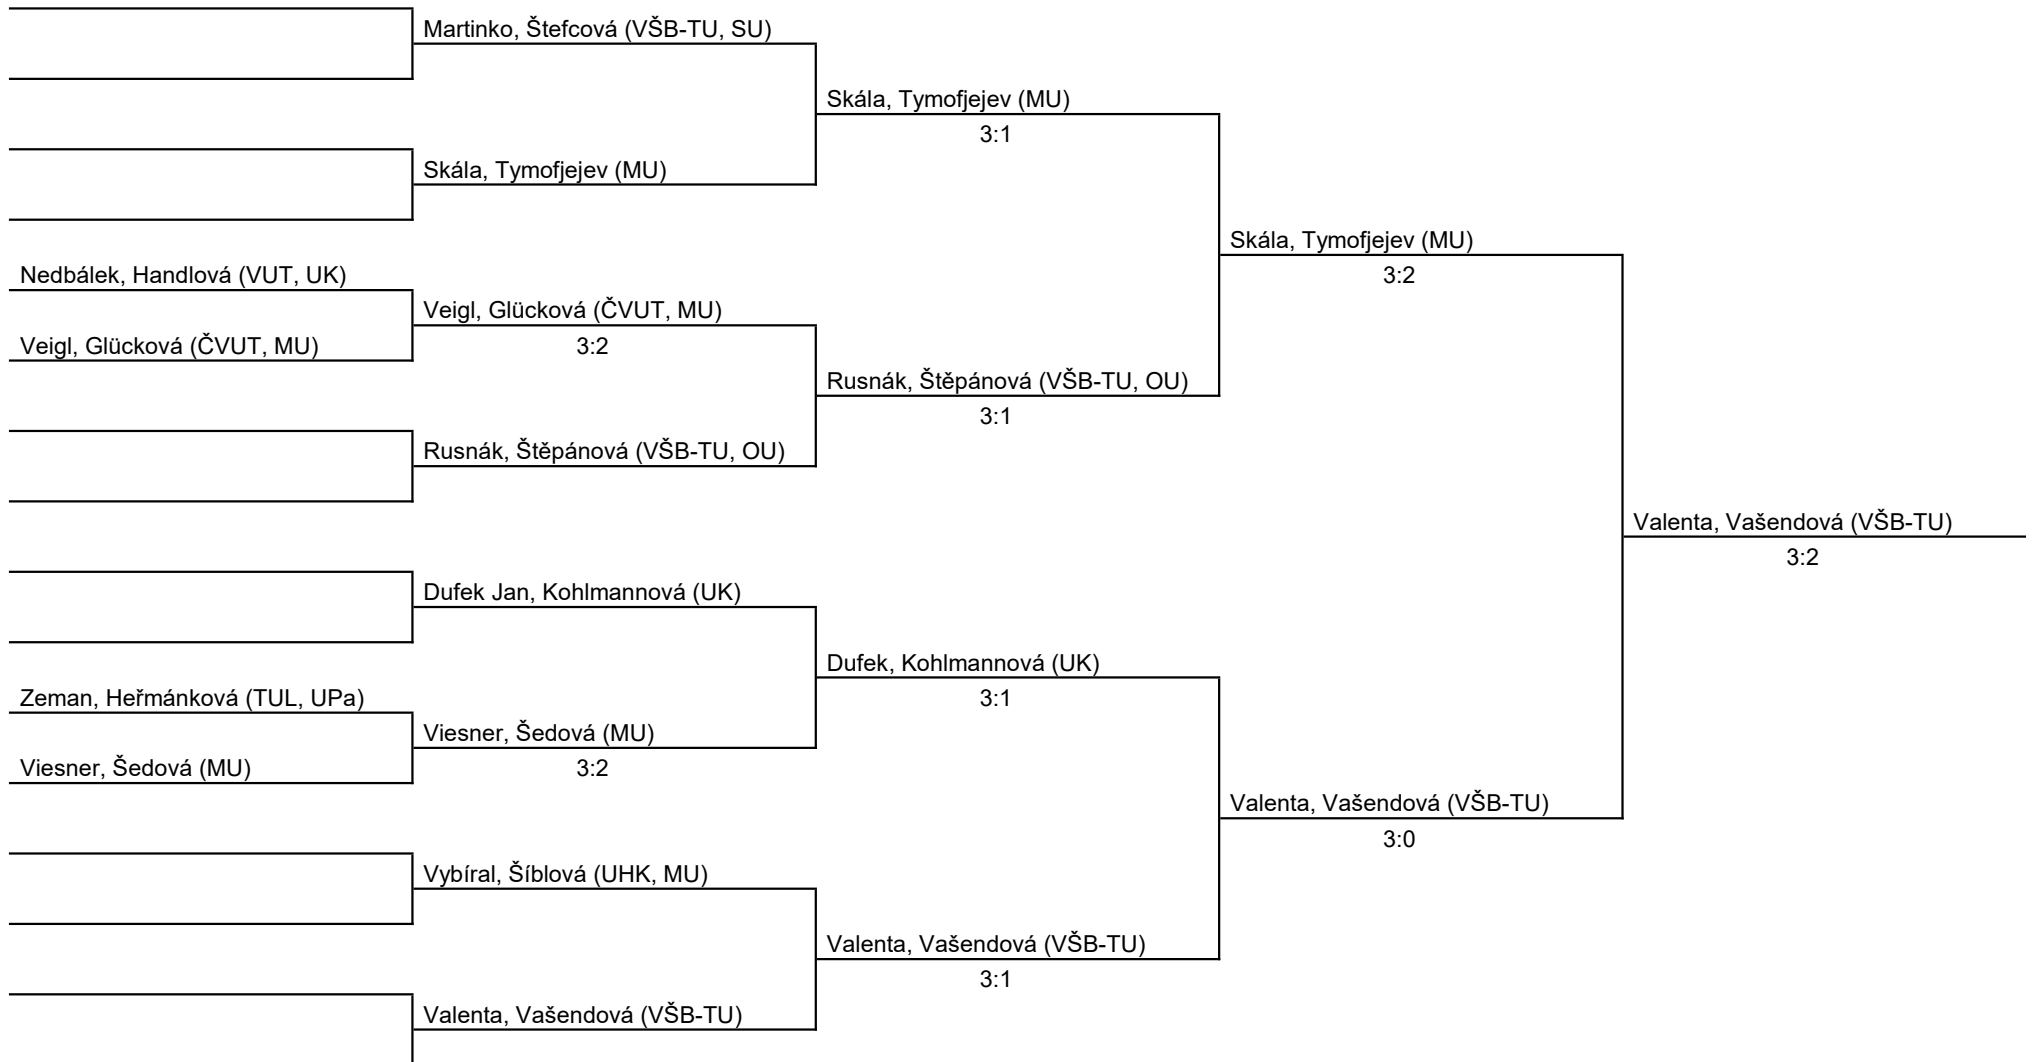 Martinko, Štefcová (VŠB-TU, SU)
Skála, Tymofjejev (MU)
3:1
Skála, Tymofjejev (MU)
Skála, Tymofjejev (MU)
3:2
Nedbálek, Handlová (VUT, UK)
Veigl, Glücková (ČVUT, MU)
3:2
Veigl, Glücková (ČVUT, MU)
Rusnák, Štěpánová (VŠB-TU, OU)
3:1
Rusnák, Štěpánová (VŠB-TU, OU)
Valenta, Vašendová (VŠB-TU)
3:2
Dufek Jan, Kohlmannová (UK)
Dufek, Kohlmannová (UK)
3:1
Zeman, Heřmánková (TUL, UPa)
Viesner, Šedová (MU)
3:2
Viesner, Šedová (MU)
Valenta, Vašendová (VŠB-TU)
3:0
Vybíral, Šíblová (UHK, MU)
Valenta, Vašendová (VŠB-TU)
3:1
Valenta, Vašendová (VŠB-TU)